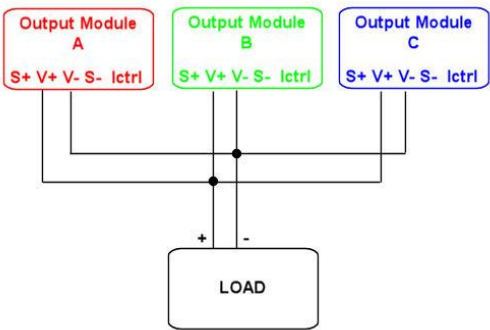 Output Module
A
S+ V+ V- S- Ictrl
Output Module
B
S+ V+ V- S- Ictrl
Output Module
C
S+ V+ V- S- Ictrl
+ -
LOAD